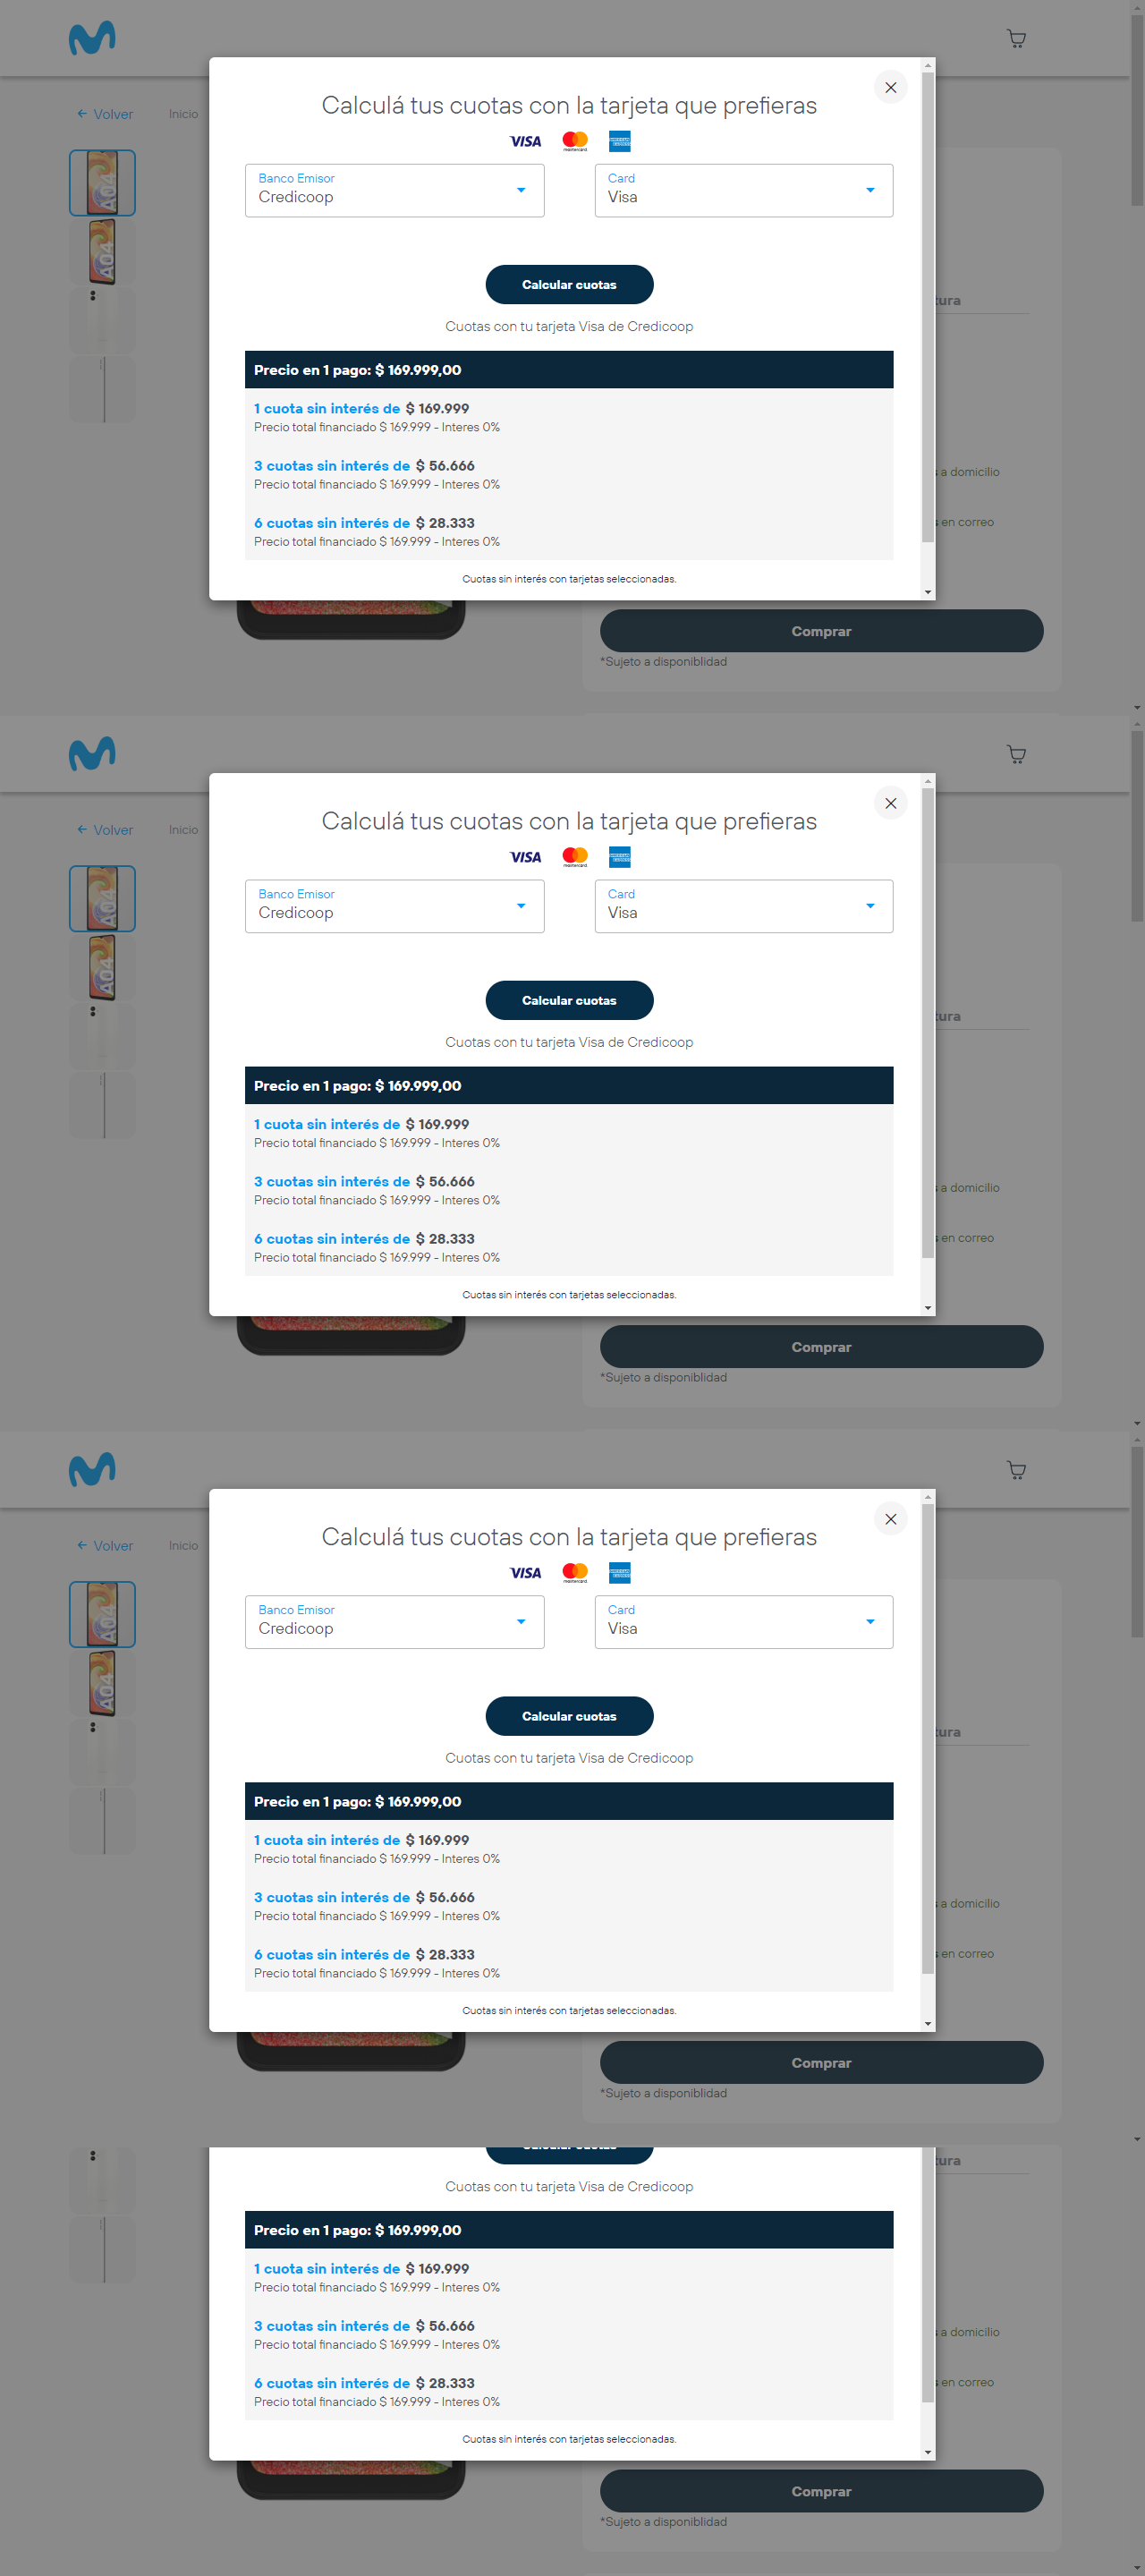 Calculá tus cuotas con la tarjeta que prefieras
VISA mastercard AMERICAN EXPRESS
← Volver Inicio
Banco Emisor Card
Credicoop Visa
A04
A04
Calcular cuotas
tura
Cuotas con tu tarjeta Visa de Credicoop
Precio en 1 pago: $ 169.999,00
1 cuota sin interés de $ 169.999
Precio total financiado $ 169.999 - Interes 0%
3 cuotas sin interés de $ 56.666
a domicilio
Precio total financiado $ 169.999 - Interes 0%
6 cuotas sin interés de $ 28.333
en correo
Precio total financiado $ 169.999 - Interes 0%
Cuotas sin interés con tarjetas seleccionadas.
Comprar
*Sujeto a disponiblidad
Calculá tus cuotas con la tarjeta que prefieras
← Volver Inicio
VISA mastercard AMERICAN EXPRESS
Banco Emisor Card
Credicoop Visa
A04
A04
Calcular cuotas
tura
Cuotas con tu tarjeta Visa de Credicoop
Precio en 1 pago: $ 169.999,00
1 cuota sin interés de $ 169.999
Precio total financiado $ 169.999 - Interes 0%
3 cuotas sin interés de $ 56.666
a domicilio
Precio total financiado $ 169.999 - Interes 0%
6 cuotas sin interés de $ 28.333
en correo
Precio total financiado $ 169.999 - Interes 0%
Cuotas sin interés con tarjetas seleccionadas.
Comprar
*Sujeto a disponiblidad
Calculá tus cuotas con la tarjeta que prefieras
← Volver Inicio
VISA mastercard AMERICAN EXPRESS
Banco Emisor Card
Credicoop Visa
A04
A04
Calcular cuotas
tura
Cuotas con tu tarjeta Visa de Credicoop
Precio en 1 pago: $ 169.999,00
1 cuota sin interés de $ 169.999
Precio total financiado $ 169.999 - Interes 0%
3 cuotas sin interés de $ 56.666
a domicilio
Precio total financiado $ 169.999 - Interes 0%
6 cuotas sin interés de $ 28.333
en correo
Precio total financiado $ 169.999 - Interes 0%
Cuotas sin interés con tarjetas seleccionadas.
Comprar
*Sujeto a disponiblidad
Calcular cuotas
tura
Cuotas con tu tarjeta Visa de Credicoop
Precio en 1 pago: $ 169.999,00
1 cuota sin interés de $ 169.999
Precio total financiado $ 169.999 - Interes 0%
3 cuotas sin interés de $ 56.666
a domicilio
Precio total financiado $ 169.999 - Interes 0%
6 cuotas sin interés de $ 28.333
en correo
Precio total financiado $ 169.999 - Interes 0%
Cuotas sin interés con tarjetas seleccionadas.
Comprar
*Sujeto a disponiblidad